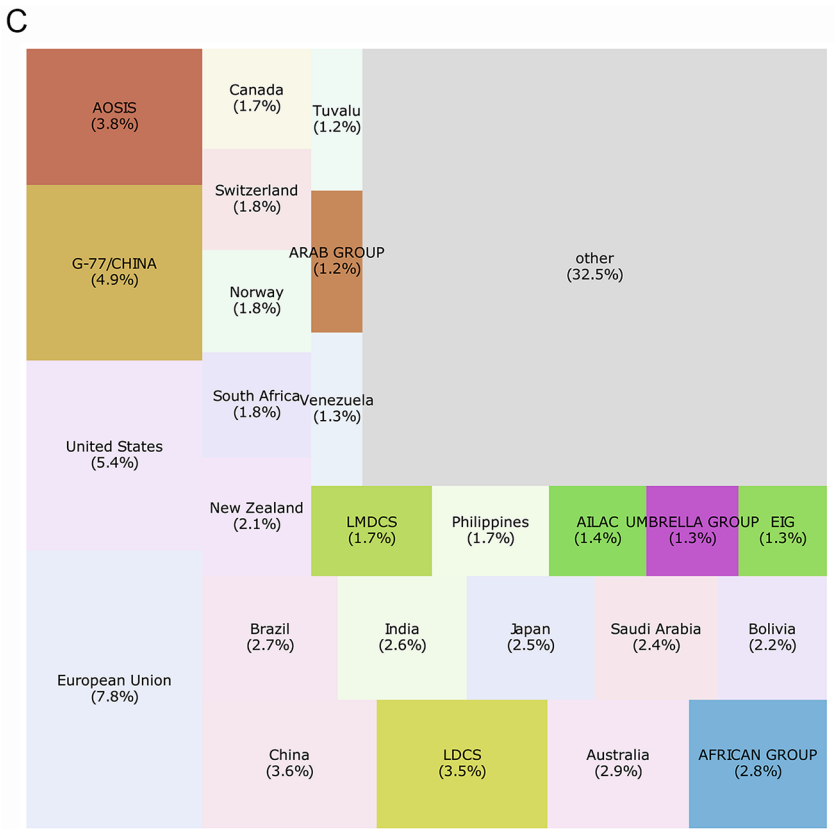 C
AOSIS
(3.8%)
G-77/CHINA
(4.9%)
United States
(5.4%)
European Union
(7.8%)
Canada
(1.7%)
Switzerland
(1.8%)
Norway
(1.8%)
South Africa
(1.8%)
New Zealand
(2.1%)
Tuvalu
(1.2%)
ARAB GROUP
(1.2%)
Venezuela
(1.3%)
other
(32.5%)
LMDCS
(1.7%)
Philippines
(1.7%)
AILAC
(1.4%)
UMBRELLA GROUP
(1.3%)
EIG
(1.3%)
Brazil
(2.7%)
India
(2.6%)
Japan
(2.5%)
Saudi Arabia
(2.4%)
Bolivia
(2.2%)
China
(3.6%)
LDCS
(3.5%)
Australia
(2.9%)
AFRICAN GROUP
(2.8%)